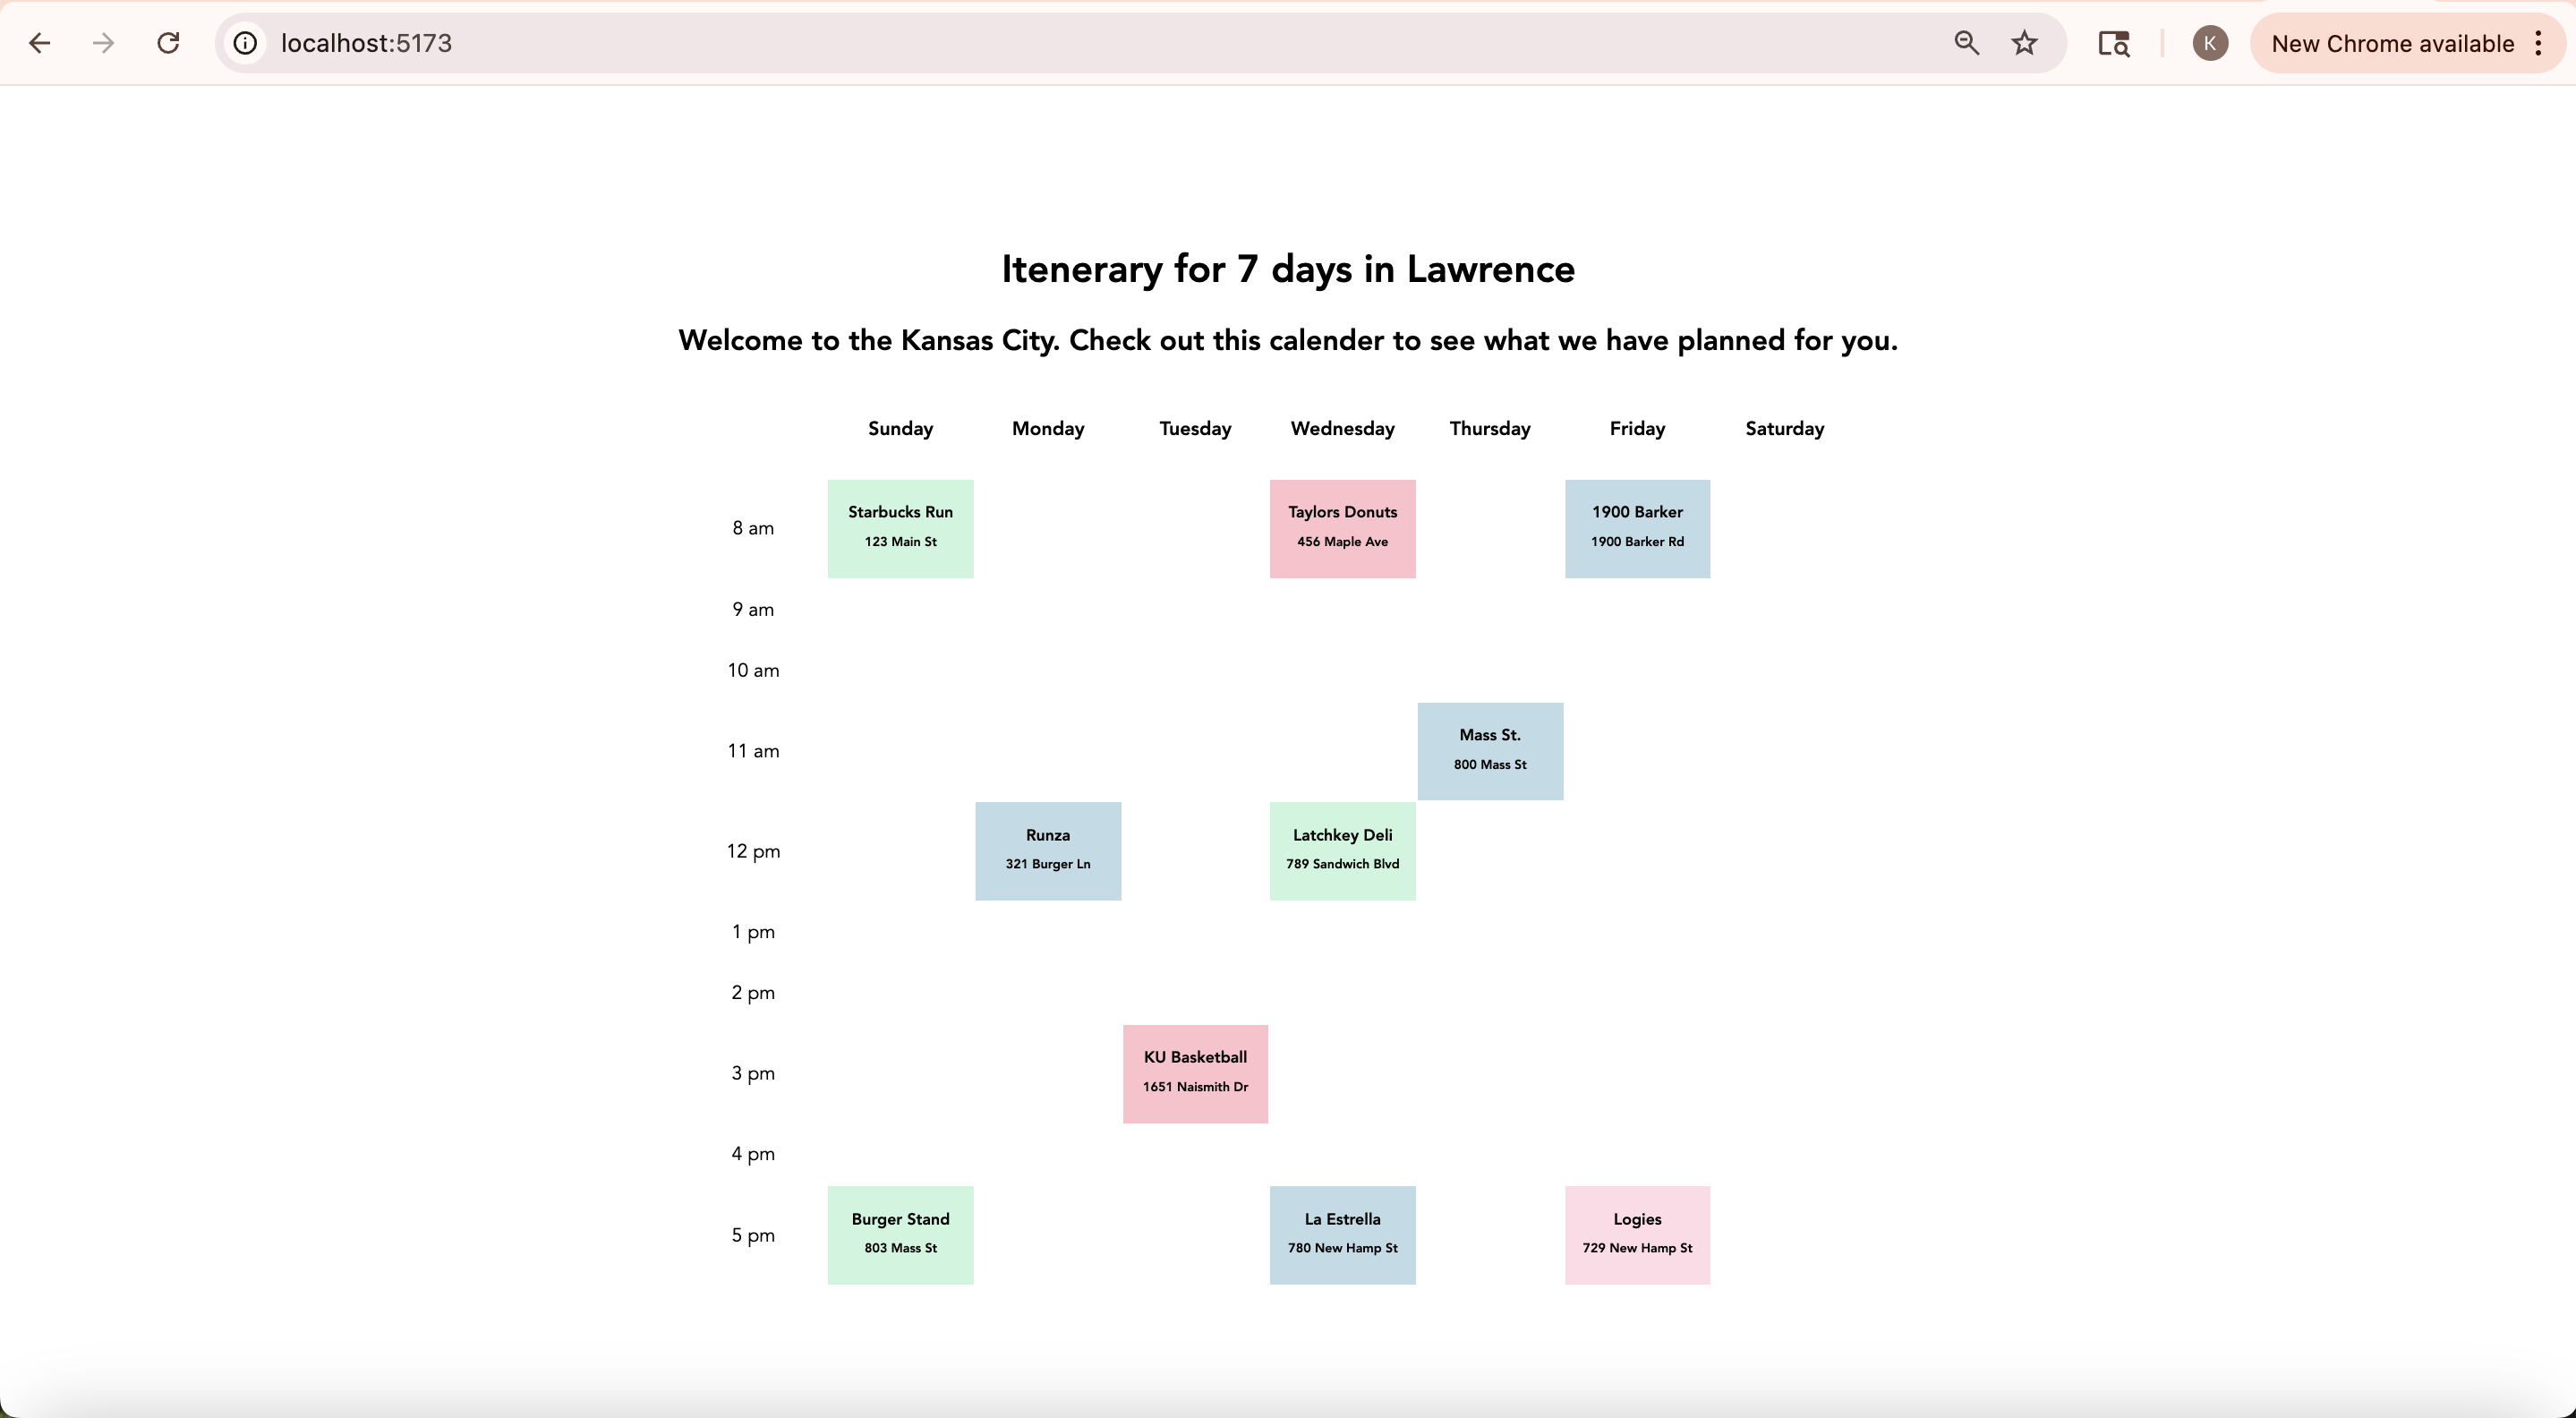 localhost:5173
K
New Chrome available
Itenerary for 7 days in Lawrence
Welcome to the Kansas City. Check out this calender to see what we have planned for you.
Sunday Monday Tuesday Wednesday Thursday Friday Saturday
8 am
Starbucks Run
123 Main St
Taylors Donuts
456 Maple Ave
1900 Barker
1900 Barker Rd
9 am
10 am
11 am
Mass St.
800 Mass St
12 pm
Runza
321 Burger Ln
Latchkey Deli
789 Sandwich Blvd
1 pm
2 pm
3 pm
KU Basketball
1651 Naismith Dr
4 pm
5 pm
Burger Stand
803 Mass St
La Estrella
780 New Hamp St
Logies
729 New Hamp St